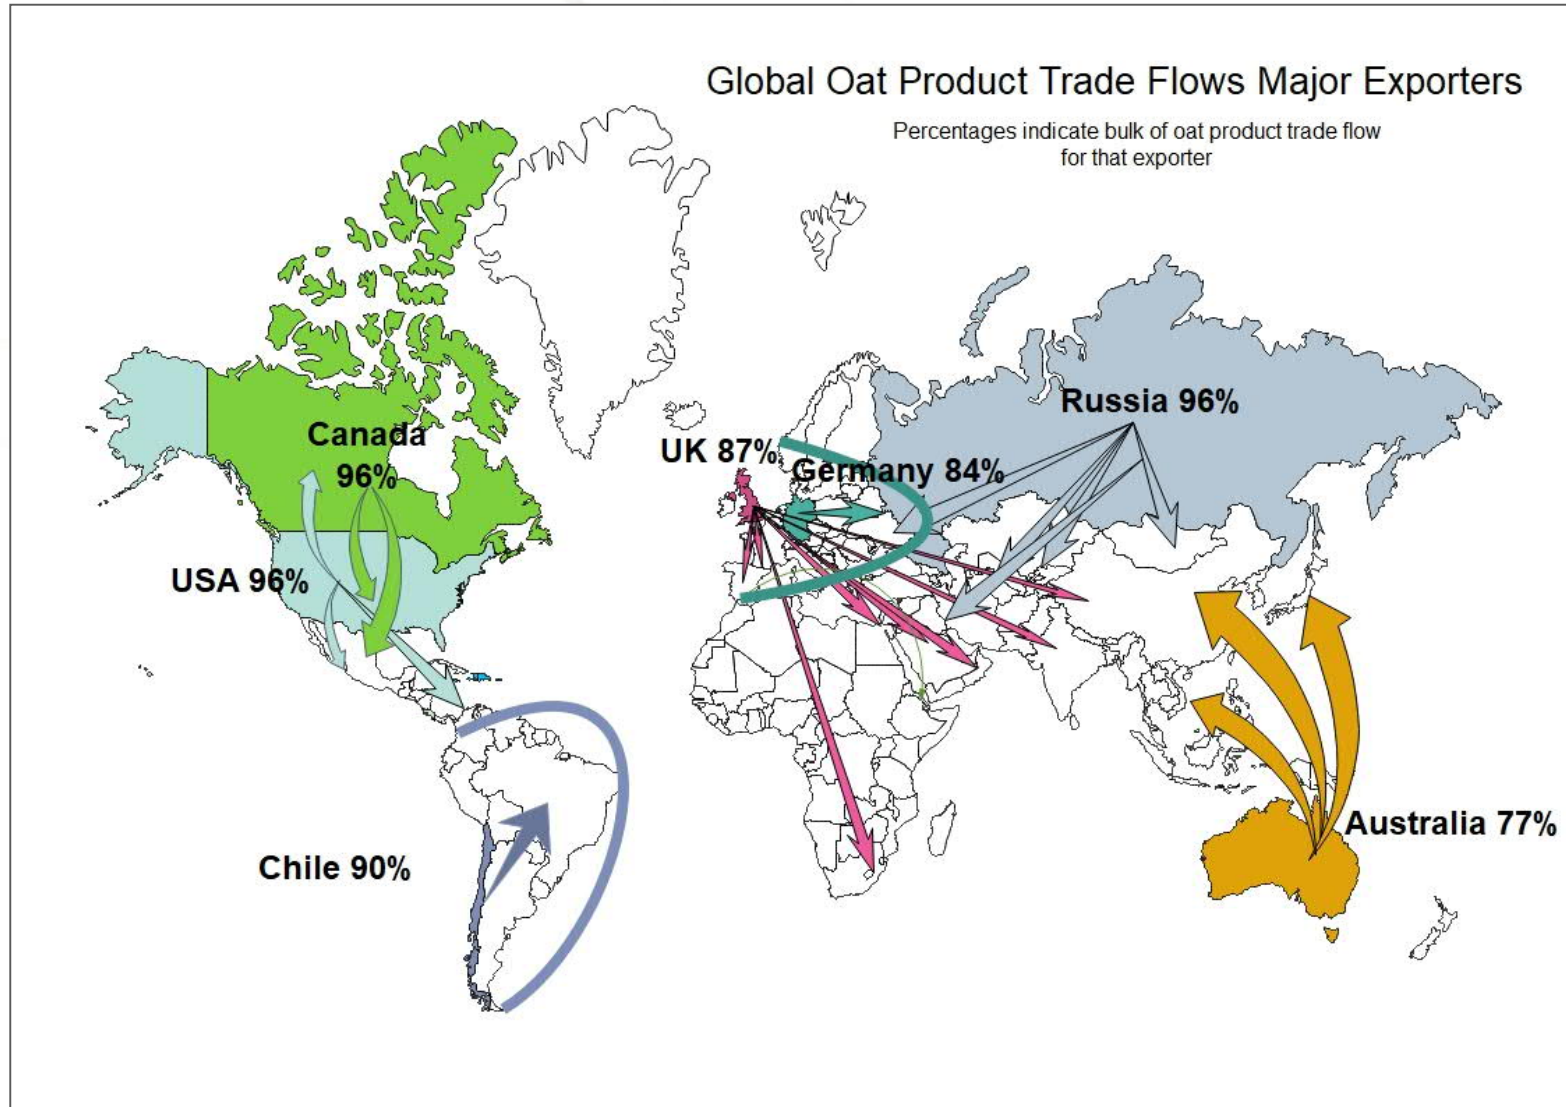 Global Oat Product Trade Flows Major Exporters
Percentages indicate bulk of oat product trade flow
for that exporter
Russia 96%
Canada
96%
UK 87%
Germany 84%
USA 96%
Australia 77%
Chile 90%